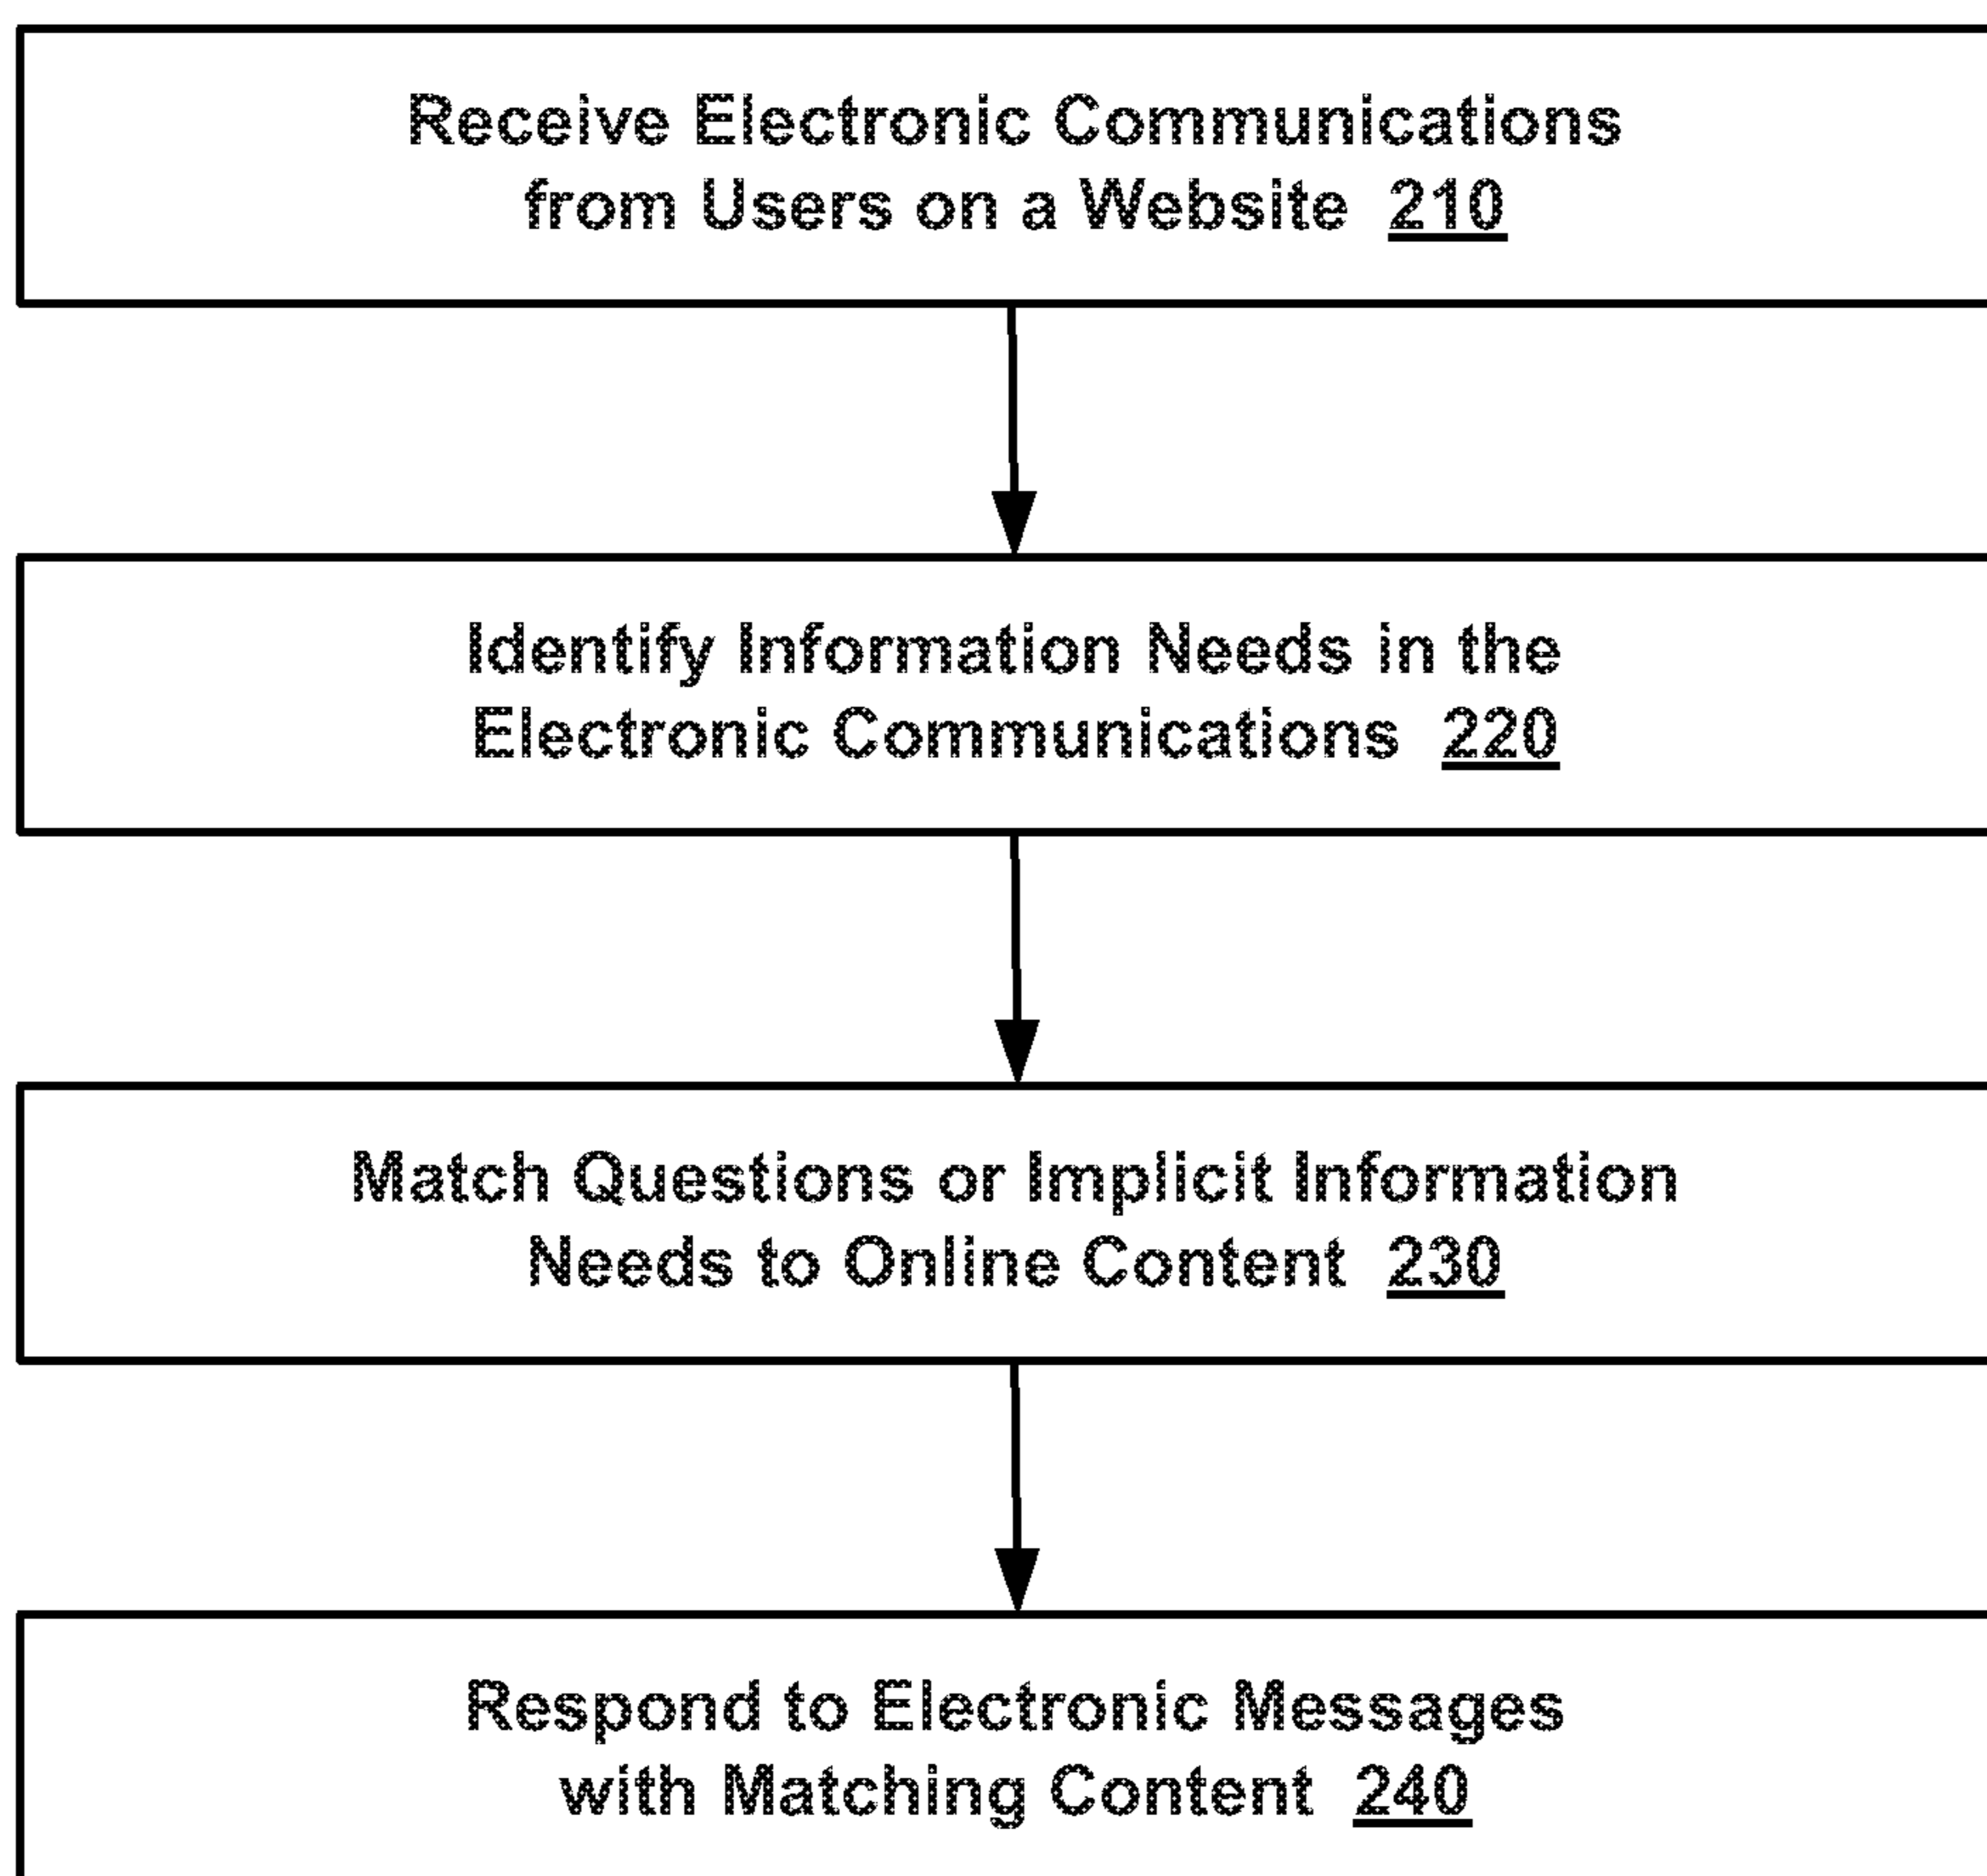 Receive Electronic Communications
from Users on a Website 210
Identify Information Needs in the
Electronic Communications 220
Match Questions or Implicit Information
Needs to Online Content 230
Respond to Electronic Messages
with Matching Content 240